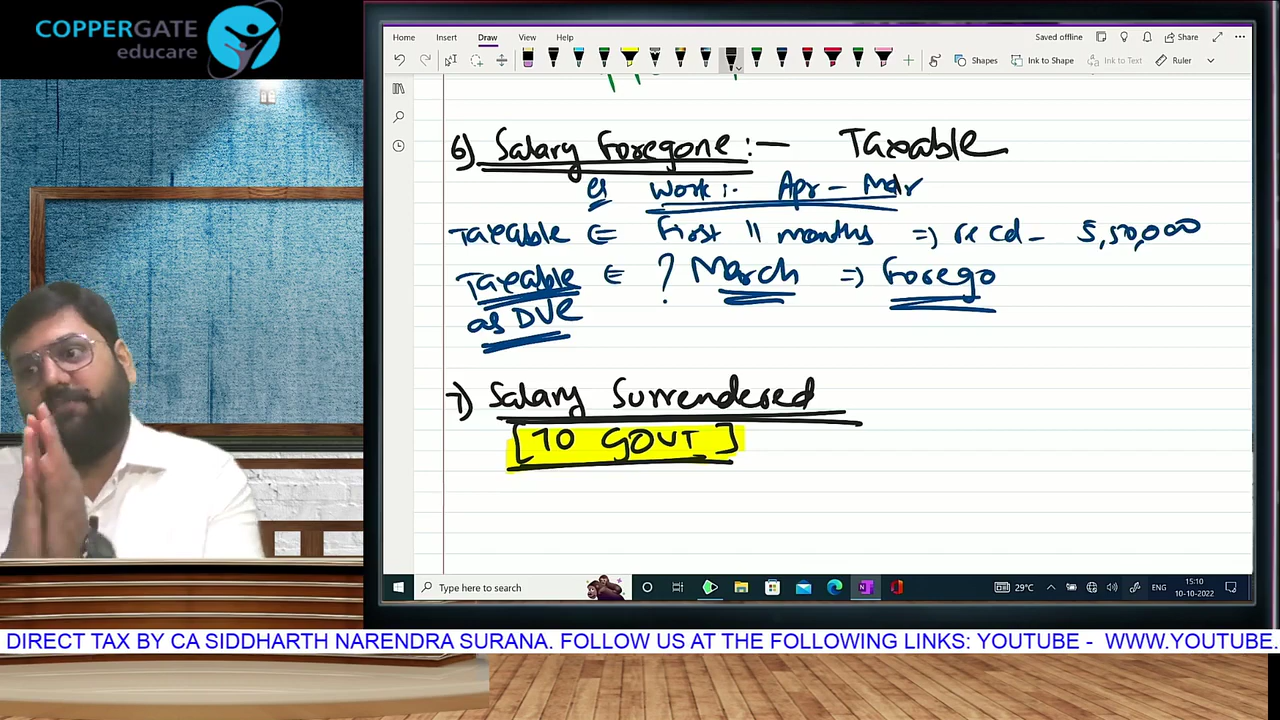 COPPERGATE
educare
Home Insert Draw View Help
Saved offline
Share
Shapes
Ink to Shape
Ink to Text
Ruler
6) Salary Foregone :- Taxable
eg Work :- Apr - Mar
Taxable ⇐ First 11 months => recd - 5,50,000
Taxable ⇐ ? March => Forego
as DUE
7) Salary Surrendered
[TO GOVT]
Type here to search
29°C
ENG
15:10
10-10-2022
DIRECT TAX BY CA SIDDHARTH NARENDRA SURANA. FOLLOW US AT THE FOLLOWING LINKS: YOUTUBE - WWW.YOUTUBE.